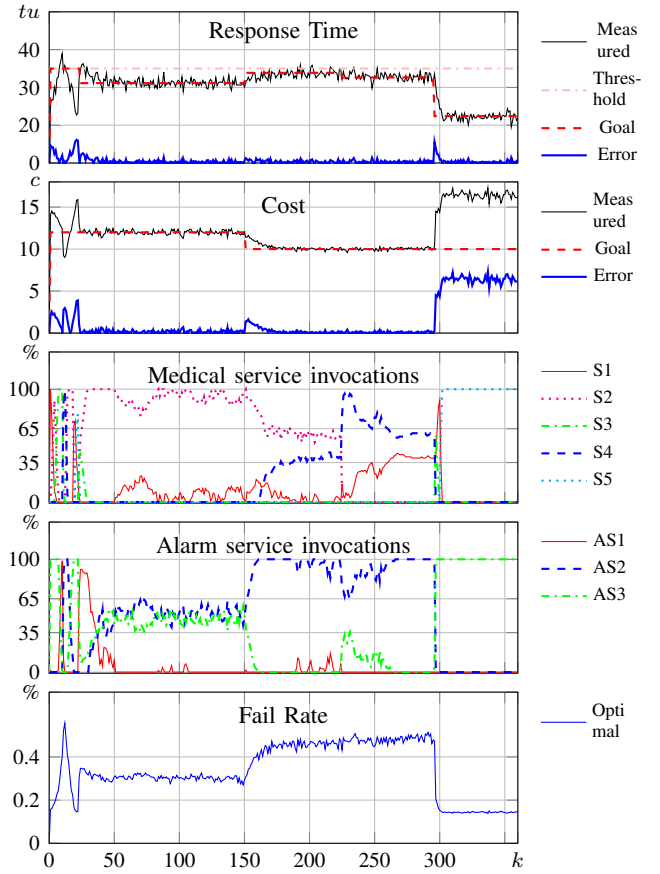 tu
Response Time
40
30
20
10
0
Meas
ured
Thres-
hold
Goal
Error
c
Cost
15
10
5
0
Meas
ured
Goal
Error
%
Medical service invocations
100
65
35
0
S1
S2
S3
S4
S5
%
Alarm service invocations
100
65
35
0
AS1
AS2
AS3
%
Fail Rate
0.4
0.2
0
Opti
mal
0 50 100 150 200 250 300 k